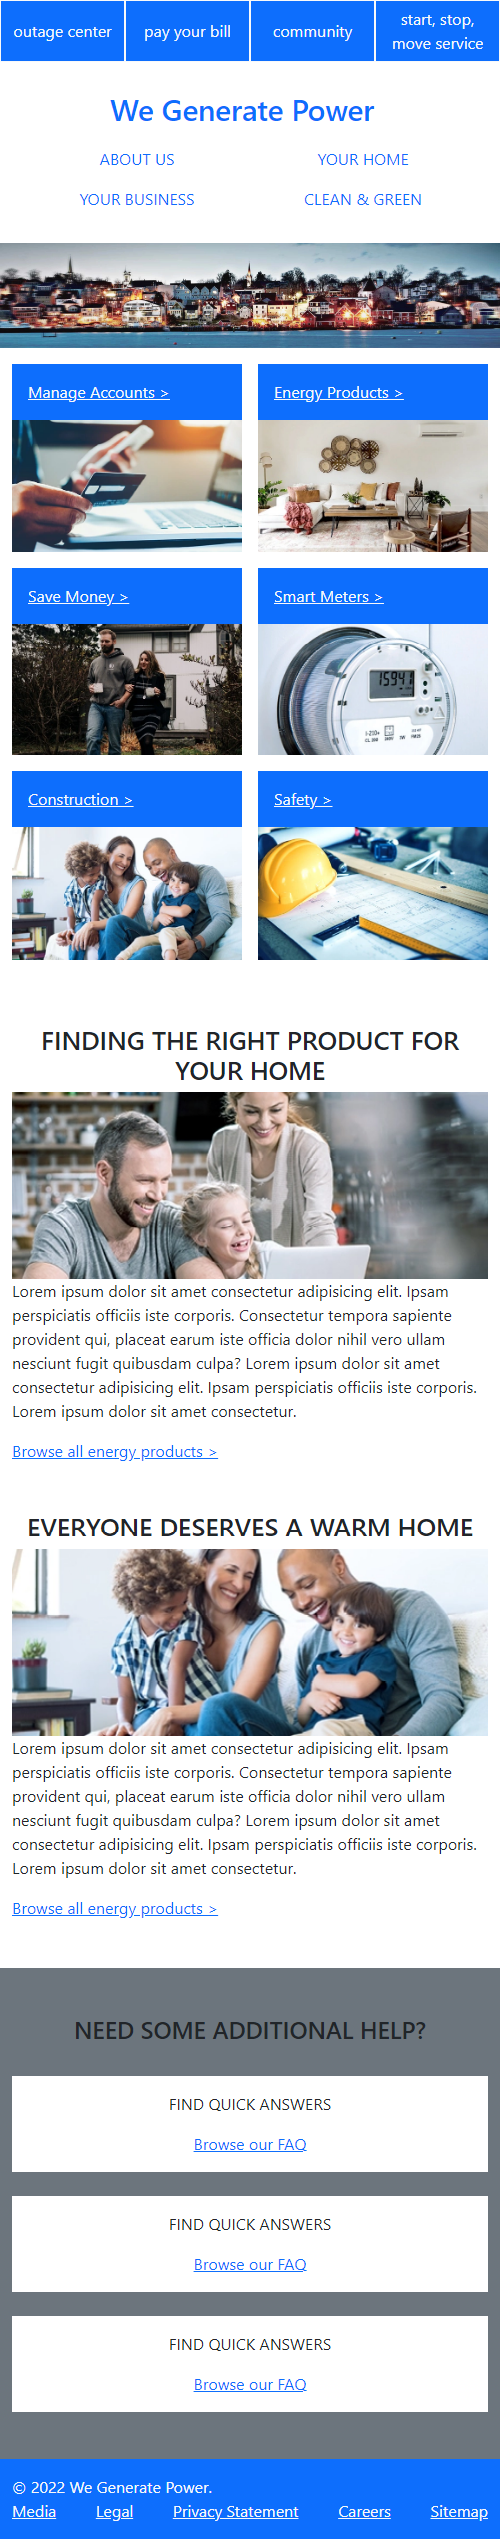 outage center
pay your bill
community
start, stop,
move service
We Generate Power
ABOUT US
YOUR HOME
YOUR BUSINESS
CLEAN & GREEN
Manage Accounts >
Energy Products >
Save Money >
Smart Meters >
15941
Construction >
Safety >
FINDING THE RIGHT PRODUCT FOR
YOUR HOME
Lorem ipsum dolor sit amet consectetur adipisicing elit. Ipsam
perspiciatis officiis iste corporis. Consectetur tempora sapiente
provident qui, placeat earum iste officia dolor nihil vero ullam
nesciunt fugit quibusdam culpa? Lorem ipsum dolor sit amet
consectetur adipisicing elit. Ipsam perspiciatis officiis iste corporis.
Lorem ipsum dolor sit amet consectetur.
Browse all energy products >
EVERYONE DESERVES A WARM HOME
Lorem ipsum dolor sit amet consectetur adipisicing elit. Ipsam
perspiciatis officiis iste corporis. Consectetur tempora sapiente
provident qui, placeat earum iste officia dolor nihil vero ullam
nesciunt fugit quibusdam culpa? Lorem ipsum dolor sit amet
consectetur adipisicing elit. Ipsam perspiciatis officiis iste corporis.
Lorem ipsum dolor sit amet consectetur.
Browse all energy products >
NEED SOME ADDITIONAL HELP?
FIND QUICK ANSWERS
Browse our FAQ
FIND QUICK ANSWERS
Browse our FAQ
FIND QUICK ANSWERS
Browse our FAQ
© 2022 We Generate Power.
Media Legal Privacy Statement Careers Sitemap